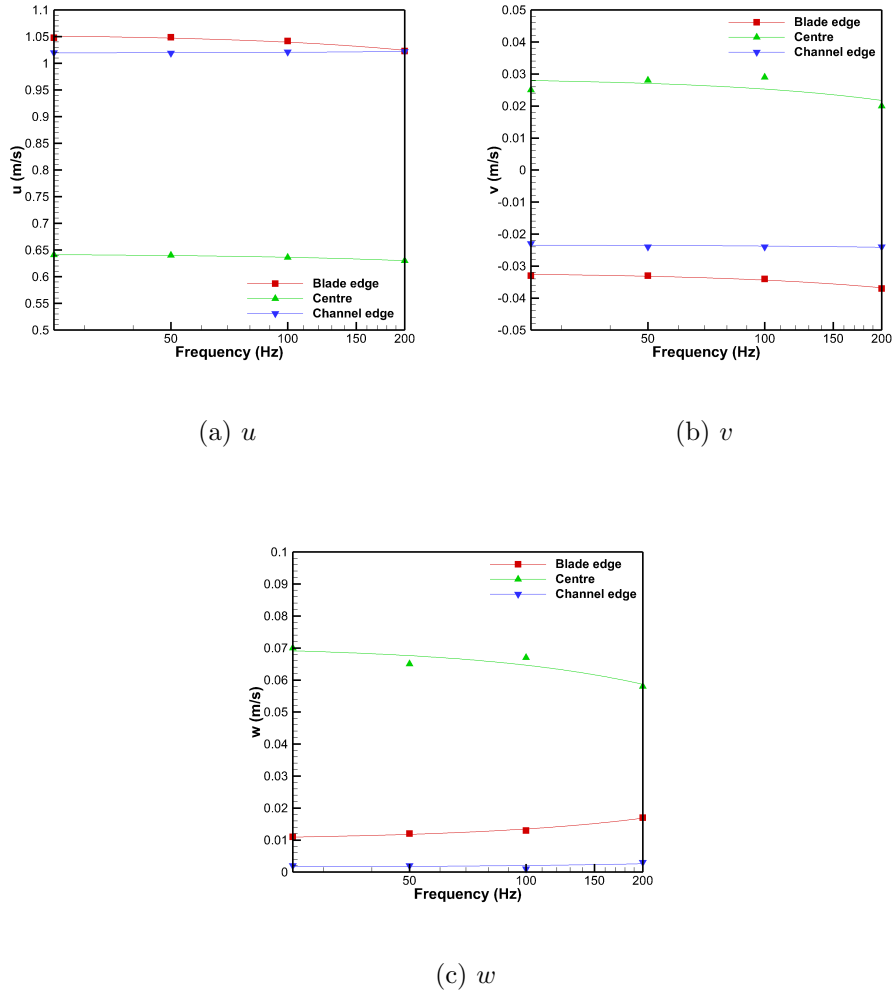 1.1
1.05
1
0.95
0.9
0.85
0.8
0.75
0.7
0.65
0.6
0.55
0.5
u (m/s)
50
100
150
200
Frequency (Hz)
Blade edge
Centre
Channel edge
(a) u
0.05
0.04
0.03
0.02
0.01
0
-0.01
-0.02
-0.03
-0.04
-0.05
v (m/s)
50
100
150
200
Frequency (Hz)
Blade edge
Centre
Channel edge
(b) v
0.1
0.09
0.08
0.07
0.06
0.05
0.04
0.03
0.02
0.01
0
w (m/s)
50
100
150
200
Frequency (Hz)
Blade edge
Centre
Channel edge
(c) w